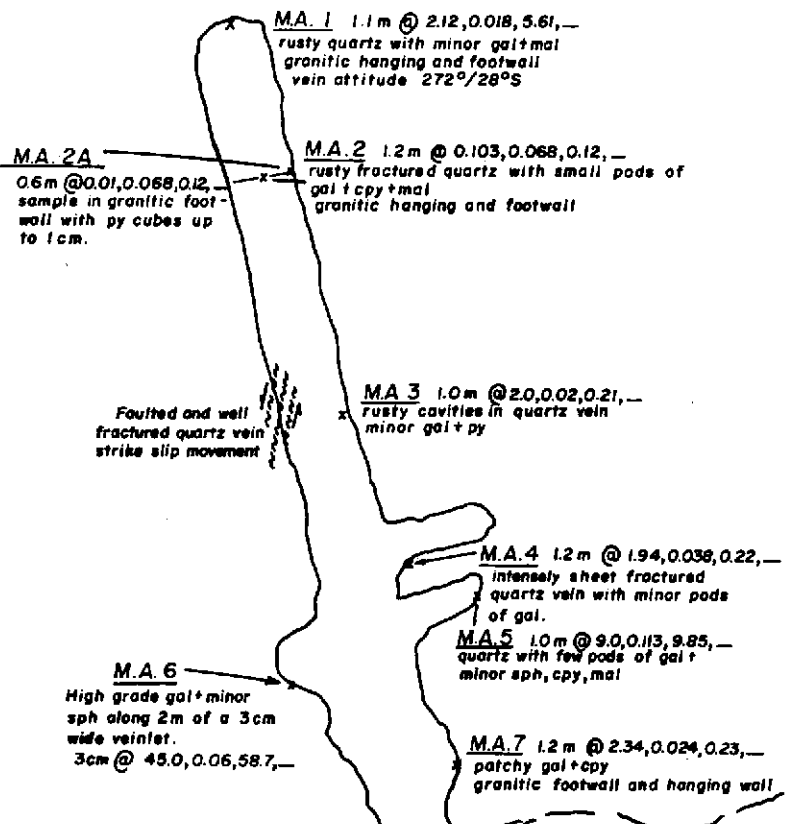 M.A. 1 1.1 m @ 2.12, 0.018, 5.61, —
rusty quartz with minor gal + mal
granitic hanging and footwall
vein attitude 272°/28°S
M.A. 2A
0.6 m @ 0.01, 0.068, 0.12, —
sample in granitic foot-
wall with py cubes up
to 1 cm.
M.A. 2 1.2 m @ 0.103, 0.068, 0.12, —
rusty fractured quartz with small pods of
gal + cpy + mal
granitic hanging and footwall
M.A 3 1.0 m @ 2.0, 0.02, 0.21, —
rusty cavities in quartz vein
minor gal + py
Faulted and well
fractured quartz vein
strike slip movement
M.A. 4 1.2 m @ 1.94, 0.038, 0.22, —
intensely sheet fractured
quartz vein with minor pods
of gal.
M.A.5 1.0 m @ 9.0, 0.113, 9.85, —
quartz with few pods of gal +
minor sph, cpy, mal
M.A. 6
High grade gal + minor
sph along 2m of a 3cm
wide veinlet.
3cm @ 45.0, 0.06, 58.7, —
M.A.7 1.2 m @ 2.34, 0.024, 0.23, —
patchy gal + cpy
granitic footwall and hanging wall